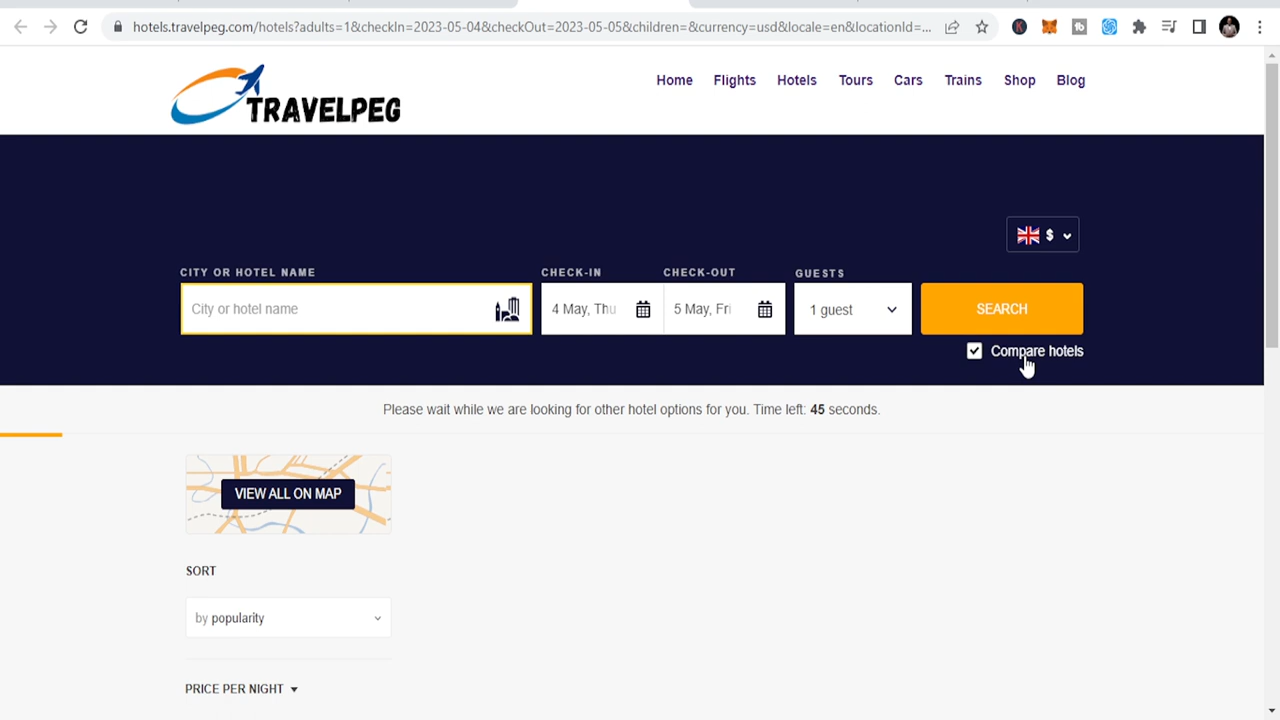 hotels.travelpeg.com/hotels?adults=1&checkIn=2023-05-04&checkOut=2023-05-05&children=&currency=usd&locale=en&locationId=...
TRAVELPEG
Home Flights Hotels Tours Cars Trains Shop Blog
$
CITY OR HOTEL NAME CHECK-IN CHECK-OUT GUESTS
City or hotel name 4 May, Thu 5 May, Fri 1 guest SEARCH
Compare hotels
Please wait while we are looking for other hotel options for you. Time left: 45 seconds.
VIEW ALL ON MAP
SORT
by popularity
PRICE PER NIGHT